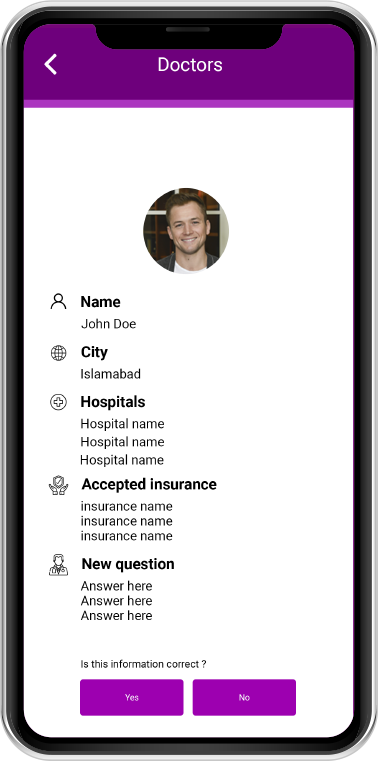 Doctors
Name
John Doe
City
Islamabad
Hospitals
Hospital name
Hospital name
Hospital name
Accepted insurance
insurance name
insurance name
insurance name
New question
Answer here
Answer here
Answer here
Is this information correct ?
Yes
No